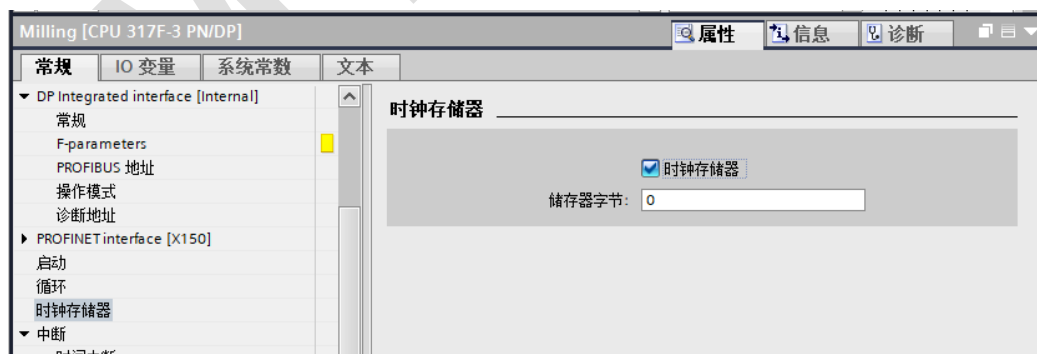 Milling [CPU 317F-3 PN/DP]
属性
信息
诊断
常规
IO 变量
系统常数
文本
DP Integrated interface [Internal]
常规
F-parameters
PROFIBUS 地址
操作模式
诊断地址
PROFINET interface [X150]
启动
循环
时钟存储器
中断
时钟存储器
时钟存储器
储存器字节: 0